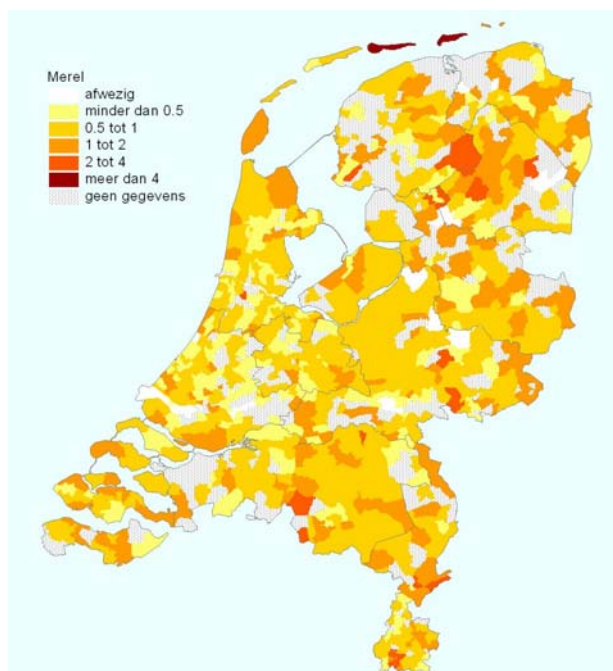 Merel
afwezig
minder dan 0.5
0.5 tot 1
1 tot 2
2 tot 4
meer dan 4
geen gegevens